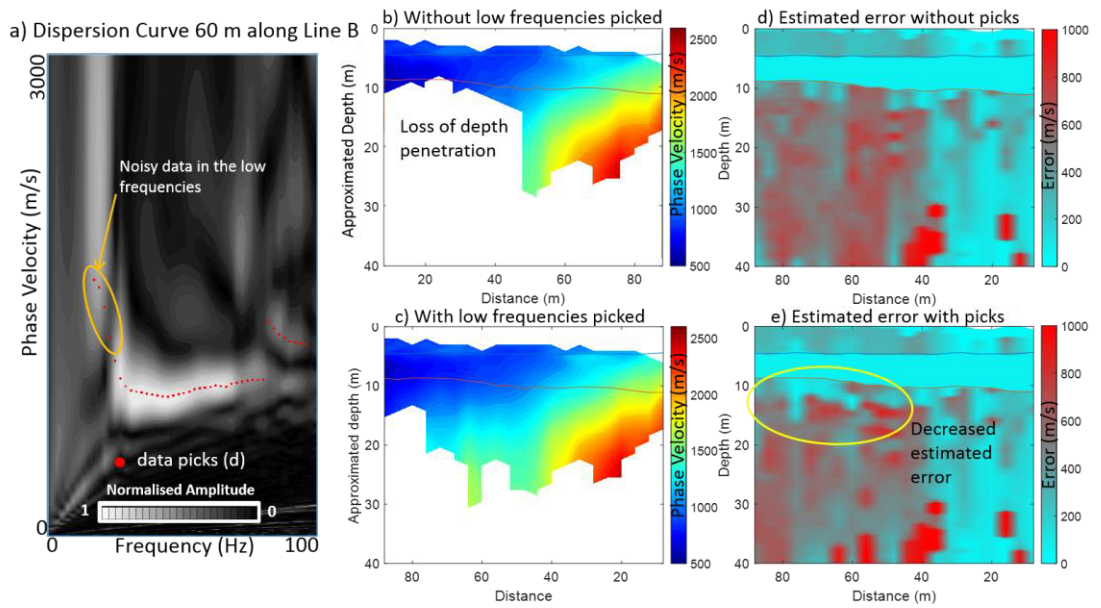 a) Dispersion Curve 60 m along Line B
3000
Phase Velocity (m/s)
Noisy data in the low
frequencies
data picks (d)
Normalised Amplitude
1 0
0
0 Frequency (Hz) 100
b) Without low frequencies picked
0
10
20
30
40
Approximated Depth (m)
Loss of depth
penetration
80 60 40 20
Distance (m)
2500
2000
1500
1000
500
Phase Velocity (m/s)
c) With low frequencies picked
0
10
20
30
40
Approximated depth (m)
80 60 40 20
Distance
2500
2000
1500
1000
500
Phase Velocity (m/s)
d) Estimated error without picks
0
10
20
30
40
Depth (m)
80 60 40 20
Distance (m)
1000
800
600
400
200
0
Error (m/s)
e) Estimated error with picks
0
10
20
30
40
Depth (m)
Decreased
estimated
error
80 60 40 20
Distance (m)
1000
800
600
400
200
0
Error (m/s)